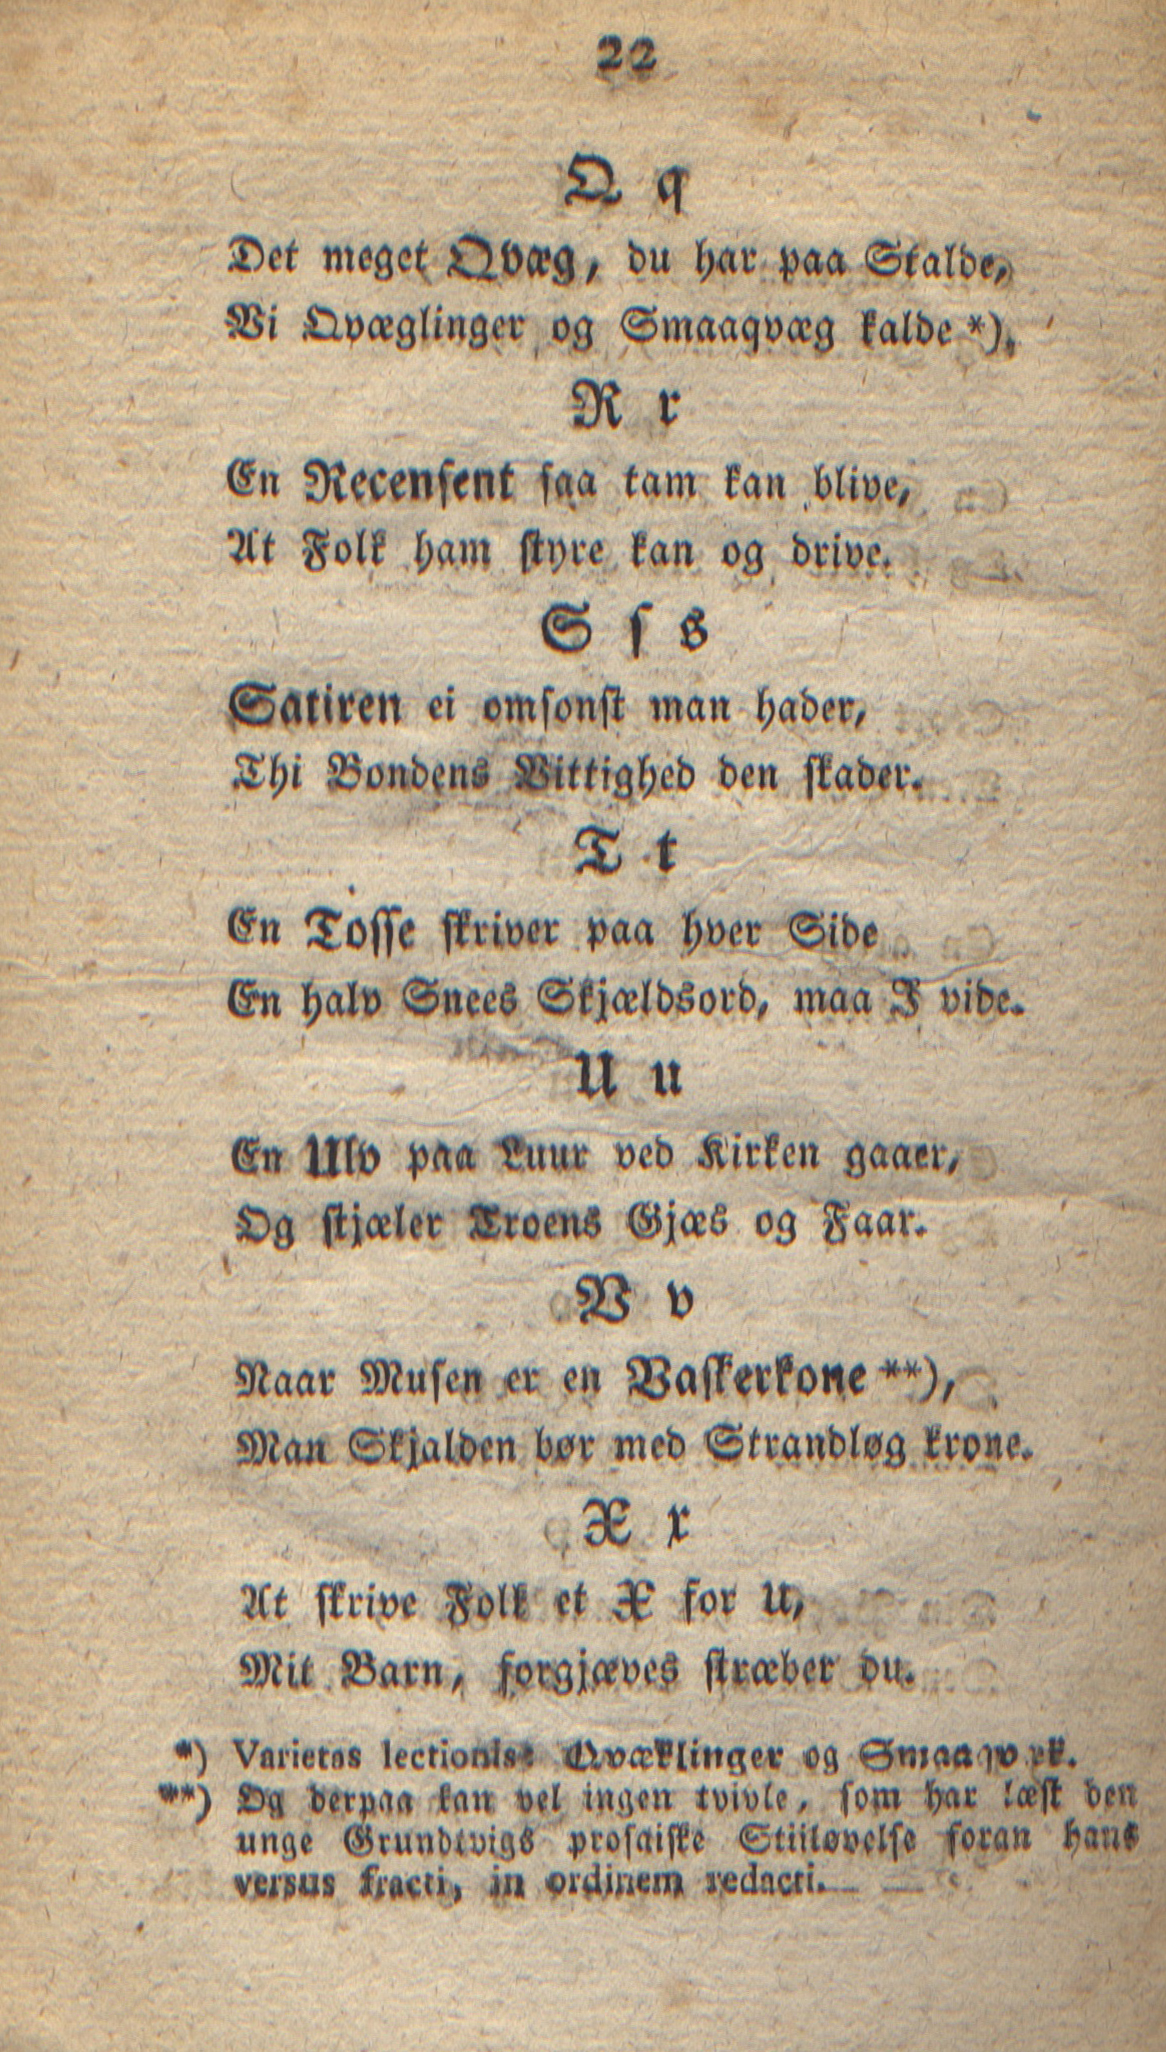 22
Q q
Det meget Qvæg, du har paa Stalde,
Vi Qvæglinger og Smaaqvæg kalde *).
R r
En Recensent saa tam kan blive,
At Folk ham styre kan og drive.
S ſ s
Satiren ei omsonst man hader,
Thi Bondens Vittighed den skader.
T t
En Tosse skriver paa hver Side
En halv Snees Skjældsord, maa I vide.
U u
En Ulv paa Luur ved Kirken gaaer,
Og stjæler Troens Gjæs og Faar.
V v
Naar Musen er en Vaskerkone **),
Man Skjalden bør med Strandløg krone.
X x
At skrive Folk et X for U,
Mit Barn, forgjæves stræber du.
*) Varietas lectionis: Qvæklinger og Smaaqvæk.
**) Og derpaa kan vel ingen tvivle, som har læst den
unge Grundtvigs prosaiske Stiiløvelse foran hans
versus fracti, in ordinem redacti.